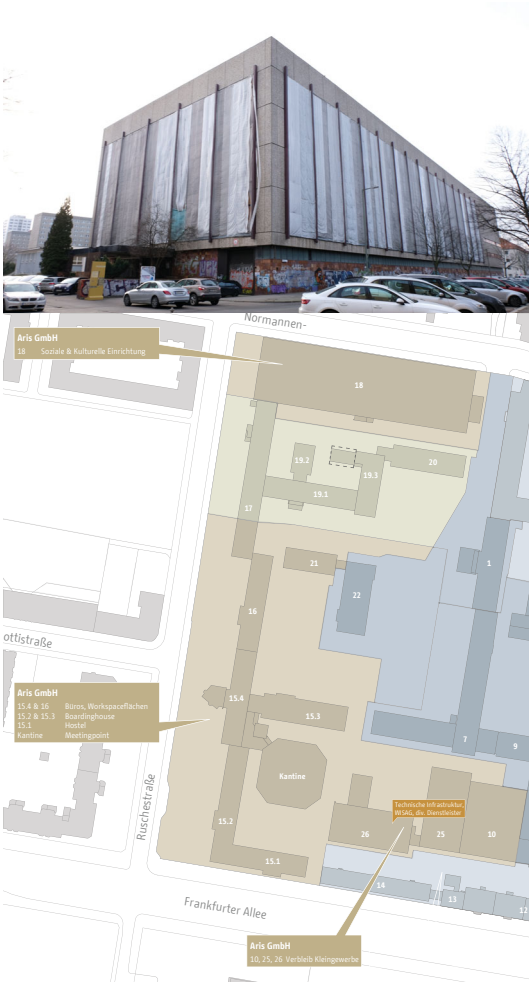 Normannen-
Aris GmbH
18 Soziale & Kulturelle Einrichtung
18
19.2
19.3
20
19.1
17
1
21
22
16
ottistraße
Aris GmbH
15.4 & 16 Büros, Workspaceflächen
15.2 & 15.3 Boardinghouse
15.1 Hostel
Kantine Meetingpoint
15.4
15.3
7
9
Kantine
Ruschestraße
Technische Infrastruktur,
WISAG, div. Dienstleister
15.2
26
25
10
15.1
14
13
12
Frankfurter Allee
Aris GmbH
10, 25, 26 Verbleib Kleingewerbe